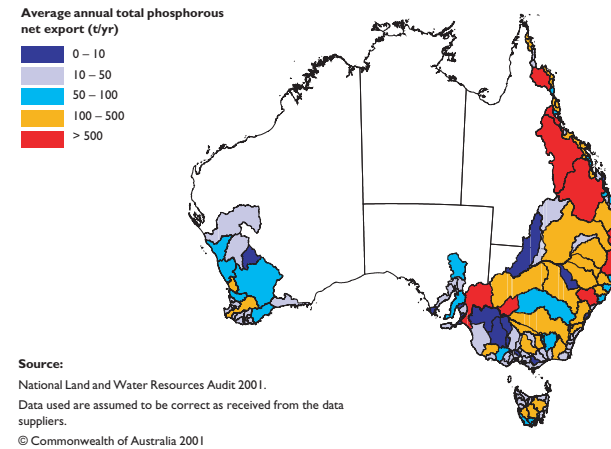 Average annual total phosphorous
net export (t/yr)
0 – 10
10 – 50
50 – 100
100 – 500
> 500
Source:
National Land and Water Resources Audit 2001.
Data used are assumed to be correct as received from the data
suppliers.
© Commonwealth of Australia 2001